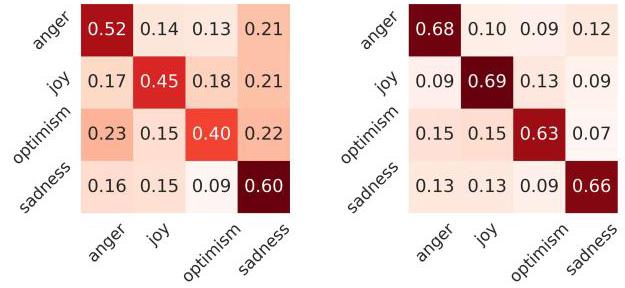 anger 0.52 0.14 0.13 0.21
joy 0.17 0.45 0.18 0.21
optimism 0.23 0.15 0.40 0.22
sadness 0.16 0.15 0.09 0.60
anger joy optimism sadness
anger 0.68 0.10 0.09 0.12
joy 0.09 0.69 0.13 0.09
optimism 0.15 0.15 0.63 0.07
sadness 0.13 0.13 0.09 0.66
anger joy optimism sadness